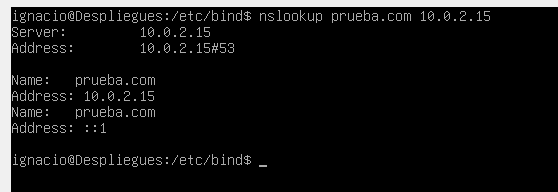 ignacio@Despliegues:/etc/bind$ nslookup prueba.com 10.0.2.15
Server:         10.0.2.15
Address:        10.0.2.15#53
Name:   prueba.com
Address: 10.0.2.15
Name:   prueba.com
Address: ::1
ignacio@Despliegues:/etc/bind$ _